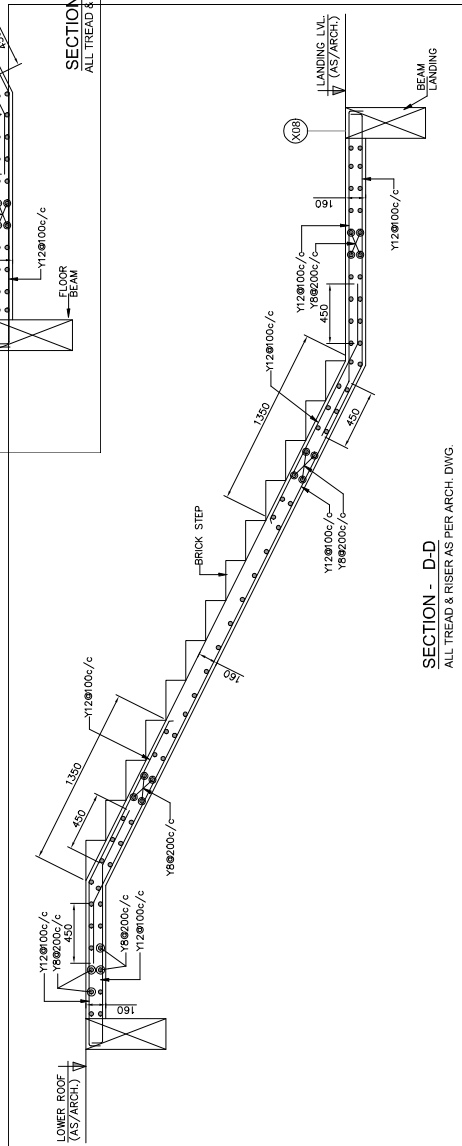 SECTION
ALL TREAD &
Y12@100c/c
FLOOR
BEAM
LOWER ROOF
(AS/ARCH.)
Y12@100c/c
Y8@200c/c
450
160
Y8@200c/c
Y12@100c/c
1350
450
Y12@100c/c
Y8@200c/c
BRICK STEP
160
1350
Y12@100c/c
Y12@100c/c
Y8@200c/c
450
Y12@100c/c
Y8@200c/c
450
160
Y12@100c/c
X08
LANDING LVL.
(AS/ARCH.)
BEAM
LANDING
SECTION - D-D
ALL TREAD & RISER AS PER ARCH. DWG.